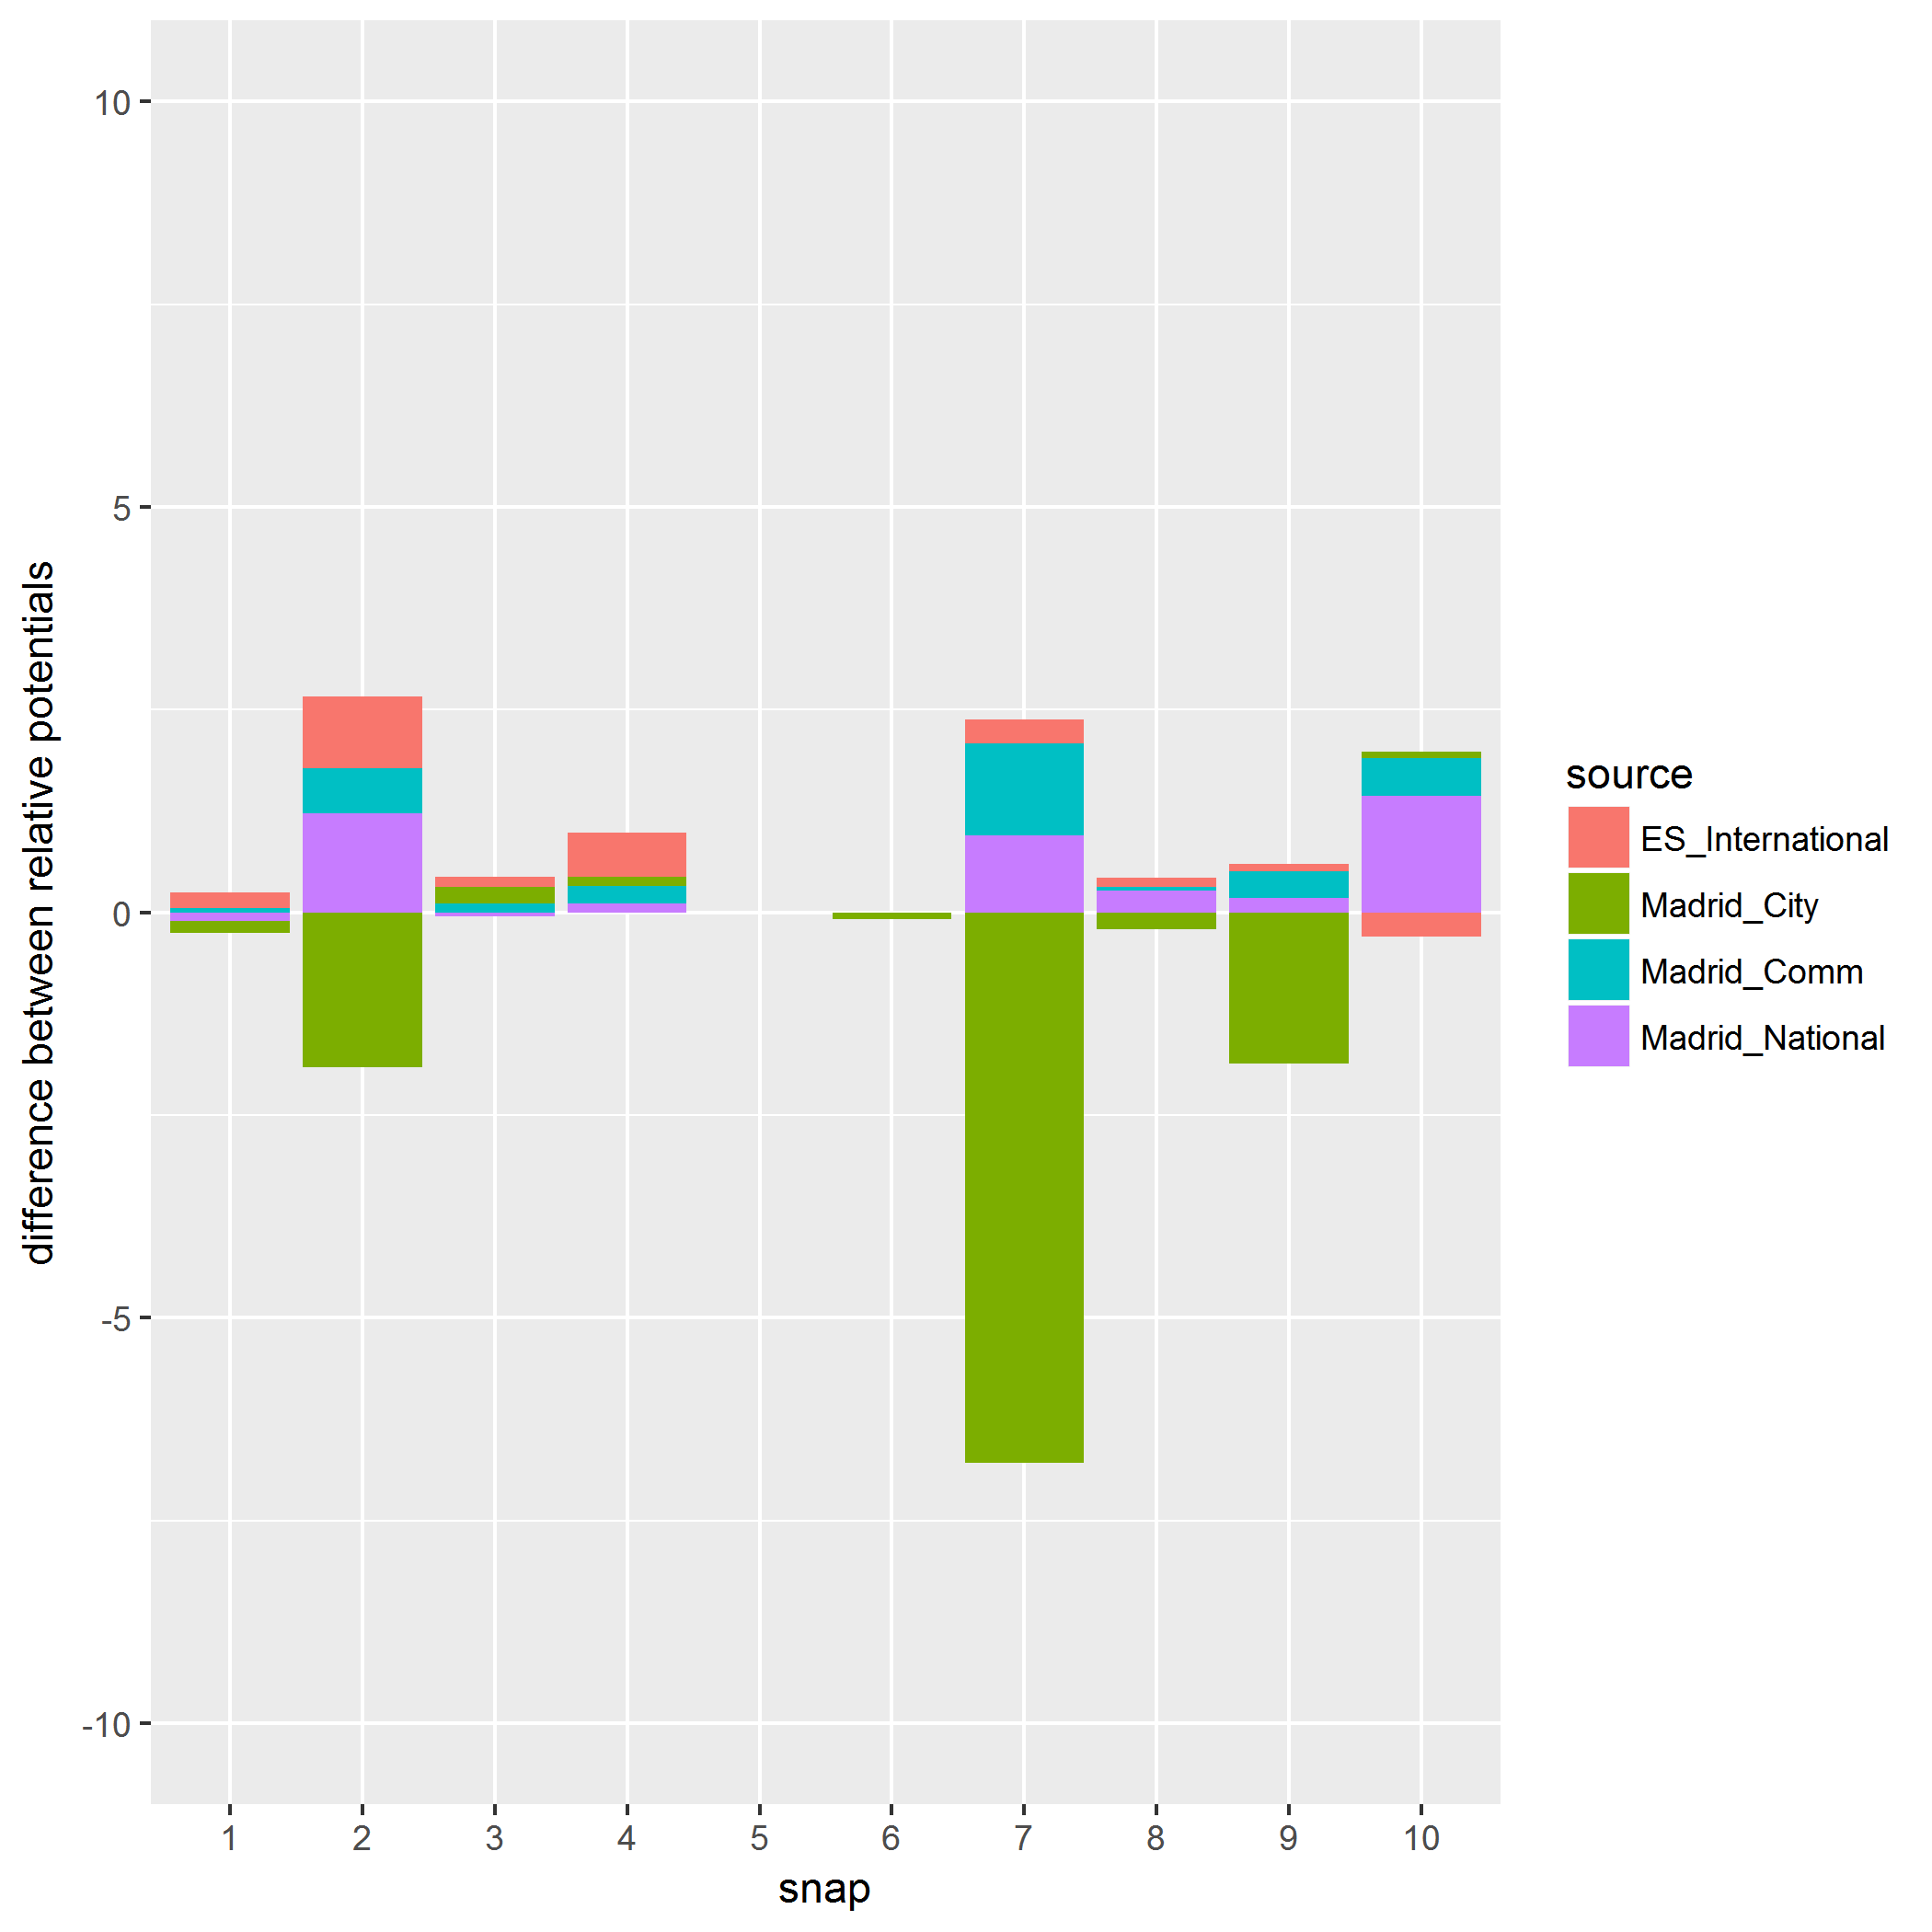 difference between relative potentials
10
5
0
-5
-10
1 2 3 4 5 6 7 8 9 10
snap
source
ES_International
Madrid_City
Madrid_Comm
Madrid_National